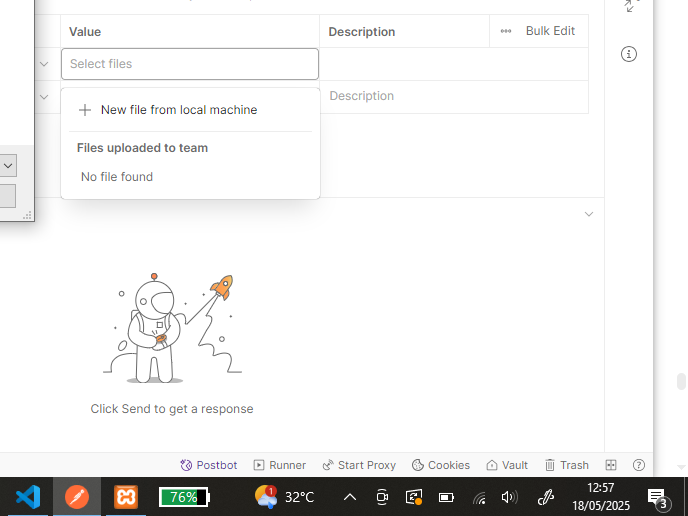 Value Description Bulk Edit
Select files
Description
New file from local machine
Files uploaded to team
No file found
Click Send to get a response
Postbot Runner Start Proxy Cookies Vault Trash
76% 1 32°C 12:57
18/05/2025 3